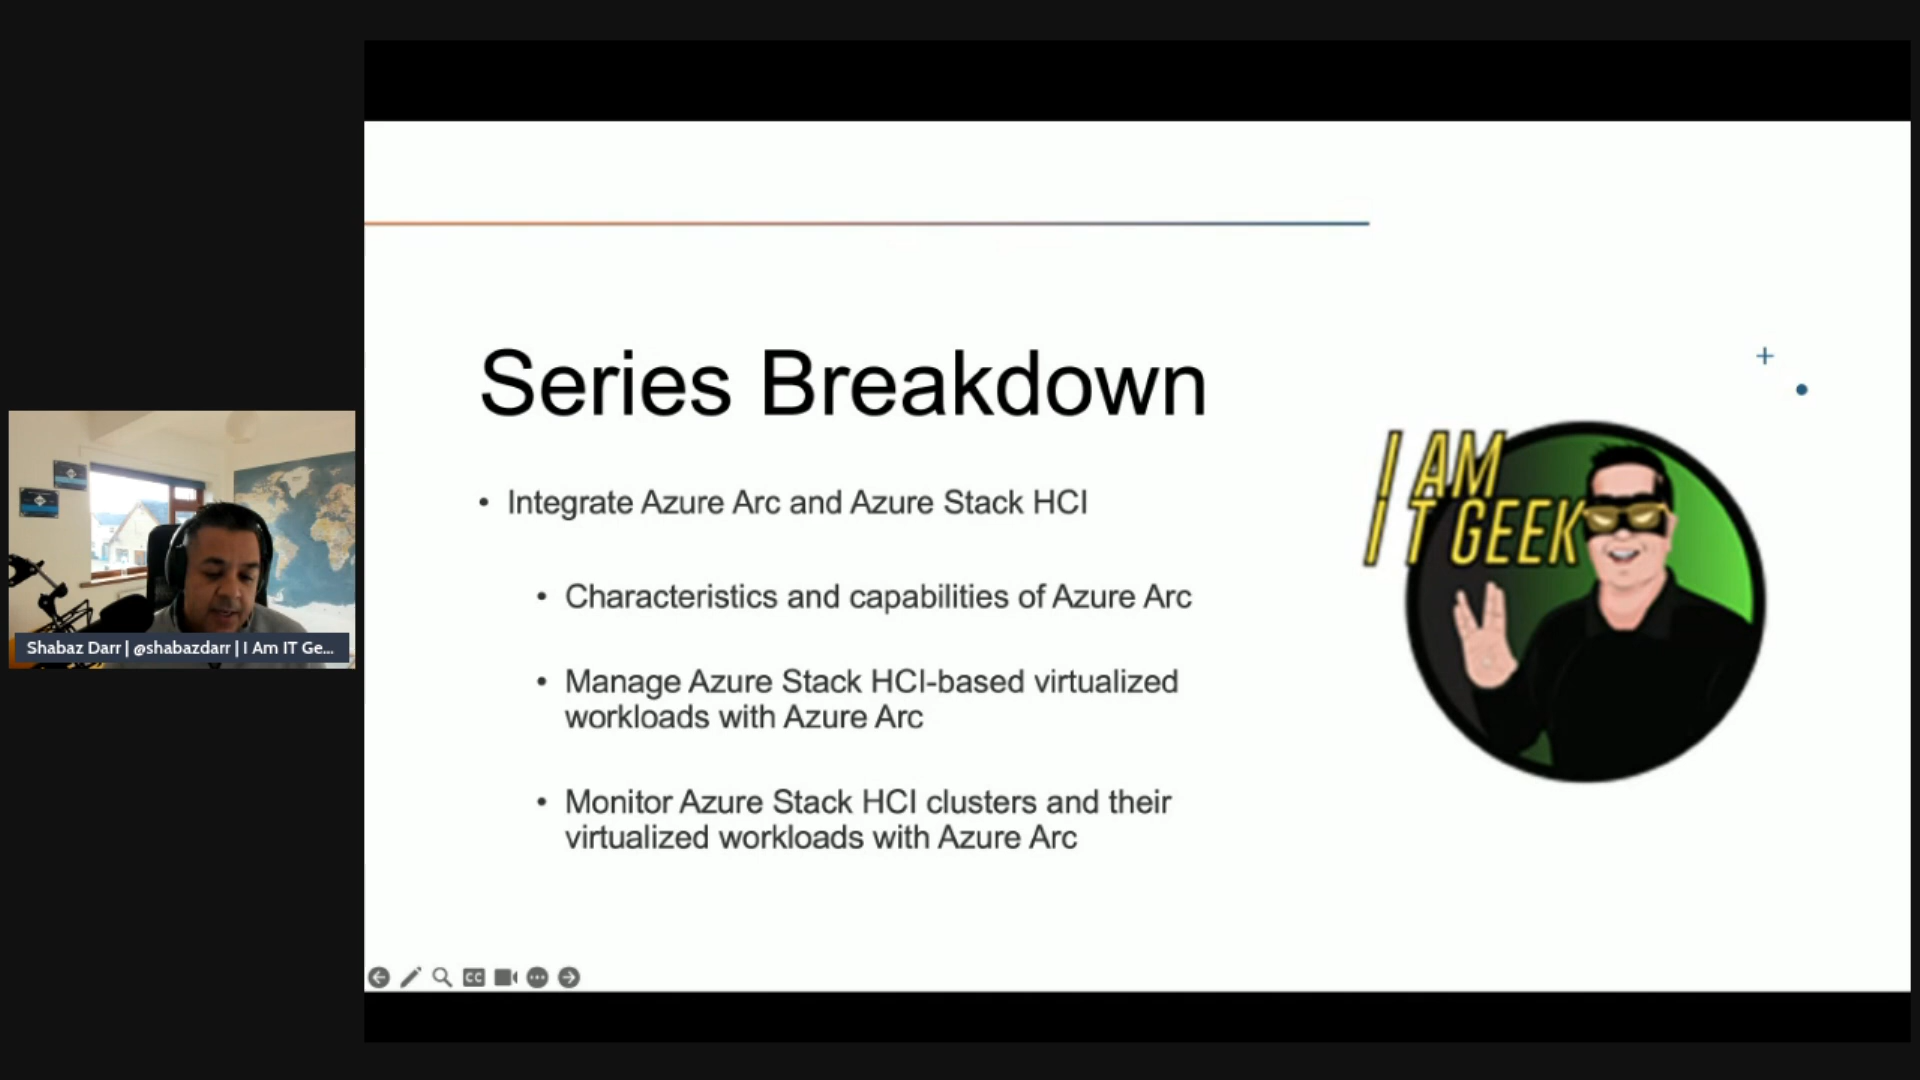 Series Breakdown
• Integrate Azure Arc and Azure Stack HCI
• Characteristics and capabilities of Azure Arc
• Manage Azure Stack HCI-based virtualized
workloads with Azure Arc
• Monitor Azure Stack HCI clusters and their
virtualized workloads with Azure Arc
I AM
IT GEEK
Shabaz Darr | @shabazdarr | I Am IT Ge...
CC